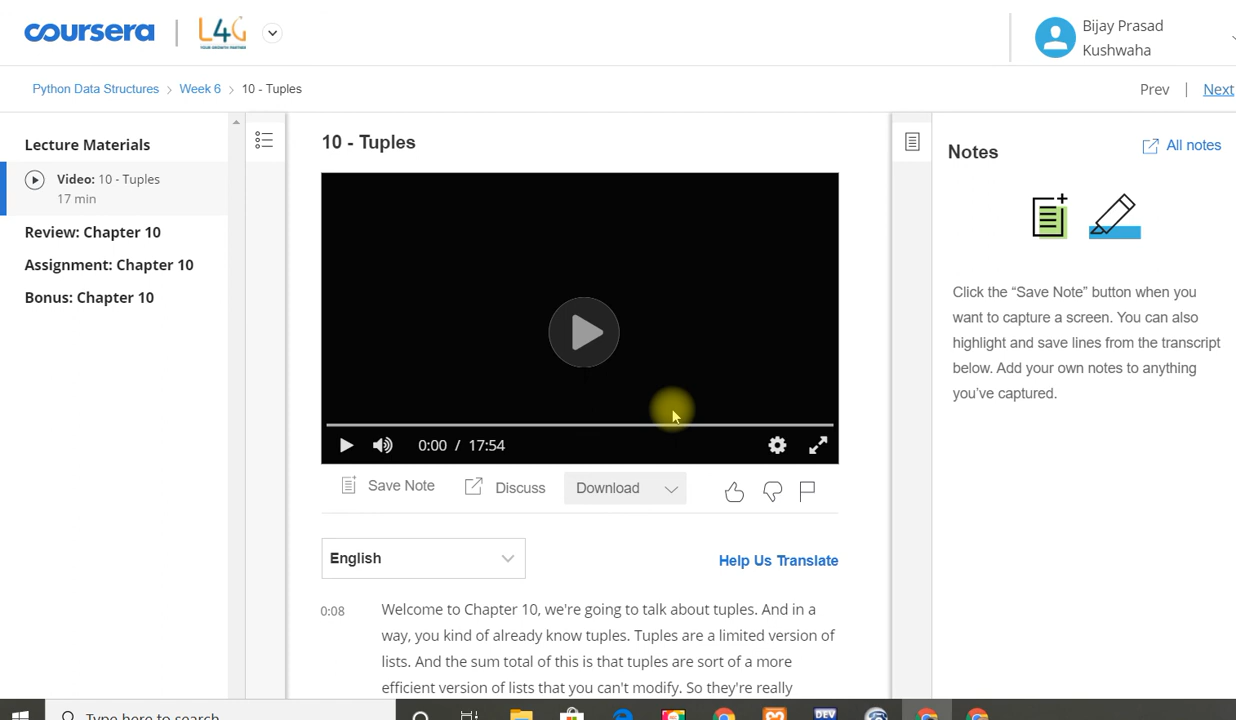 coursera
L4G
YOUR GROWTH PARTNER
Bijay Prasad
Kushwaha
Python Data Structures > Week 6 > 10 - Tuples
Prev | Next
Lecture Materials
Video: 10 - Tuples
17 min
Review: Chapter 10
Assignment: Chapter 10
Bonus: Chapter 10
10 - Tuples
0:00 / 17:54
Save Note
Discuss
Download
English
Help Us Translate
0:08
Welcome to Chapter 10, we're going to talk about tuples. And in a
way, you kind of already know tuples. Tuples are a limited version of
lists. And the sum total of this is that tuples are sort of a more
efficient version of lists that you can't modify. So they're really
Notes
All notes
Click the “Save Note” button when you
want to capture a screen. You can also
highlight and save lines from the transcript
below. Add your own notes to anything
you’ve captured.
Type here to search
DEV